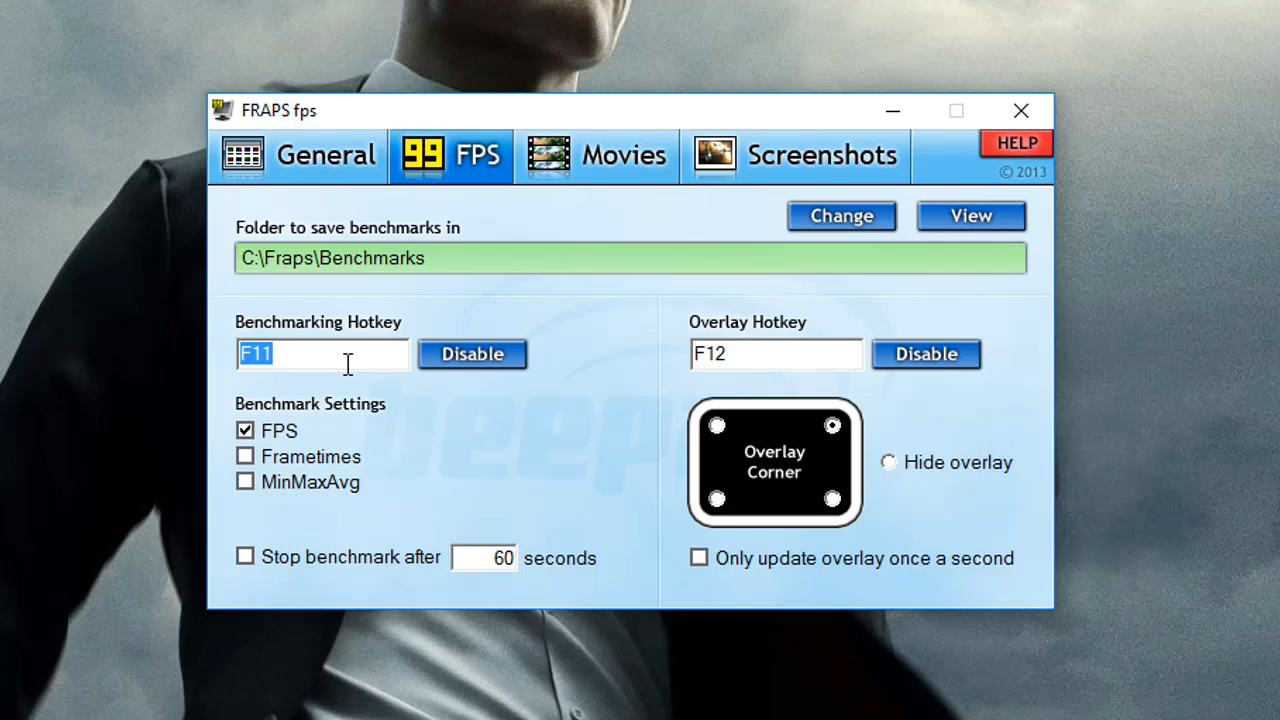 FRAPS fps
General
99 FPS
Movies
Screenshots
HELP
© 2013
Folder to save benchmarks in
Change
View
C:\Fraps\Benchmarks
Benchmarking Hotkey
F11
Disable
Benchmark Settings
FPS
Frametimes
MinMaxAvg
Stop benchmark after 60 seconds
Overlay Hotkey
F12
Disable
Overlay
Corner
Hide overlay
Only update overlay once a second